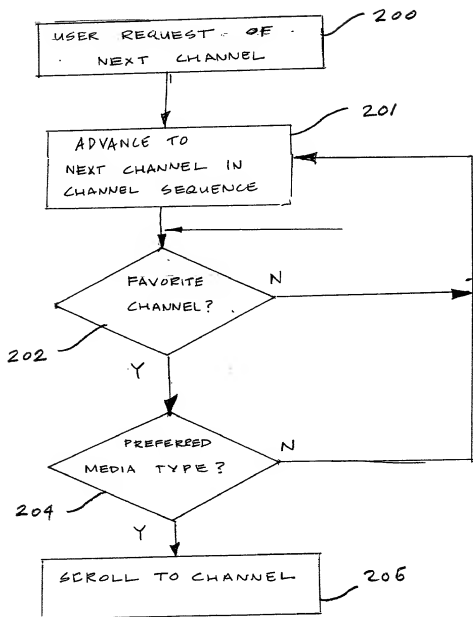 200
USER REQUEST OF
NEXT CHANNEL
201
ADVANCE TO
NEXT CHANNEL IN
CHANNEL SEQUENCE
FAVORITE
CHANNEL?
N
202
Y
PREFERRED
MEDIA TYPE?
N
204
Y
SCROLL TO CHANNEL
206